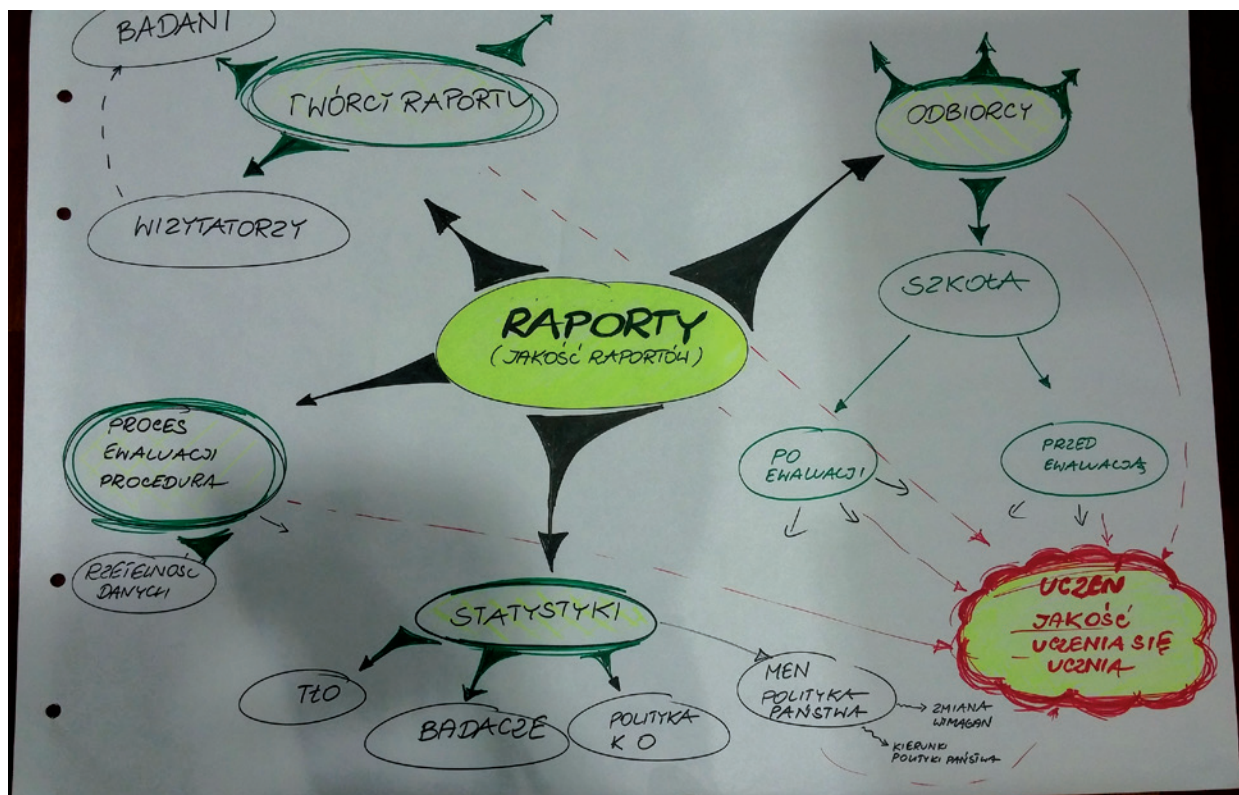 BADANI
TWÓRCY RAPORTU
WIZYTATORZY
ODBIORCY
SZKOŁA
RAPORTY
(JAKOŚĆ RAPORTÓW)
PROCES
EWALUACJI
PROCEDURA
RZETELNOŚĆ
DANYCH
PO
EWALUACJI
PRZED
EWALUACJĄ
STATYSTYKI
TŁO
BADACZE
POLITYKA
K O
MEN
POLITYKA
PAŃSTWA
ZMIANA
WYMAGAŃ
KIERUNKI
POLITYKI PAŃSTWA
UCZEŃ
JAKOŚĆ
UCZENIA SIĘ
UCZNIA